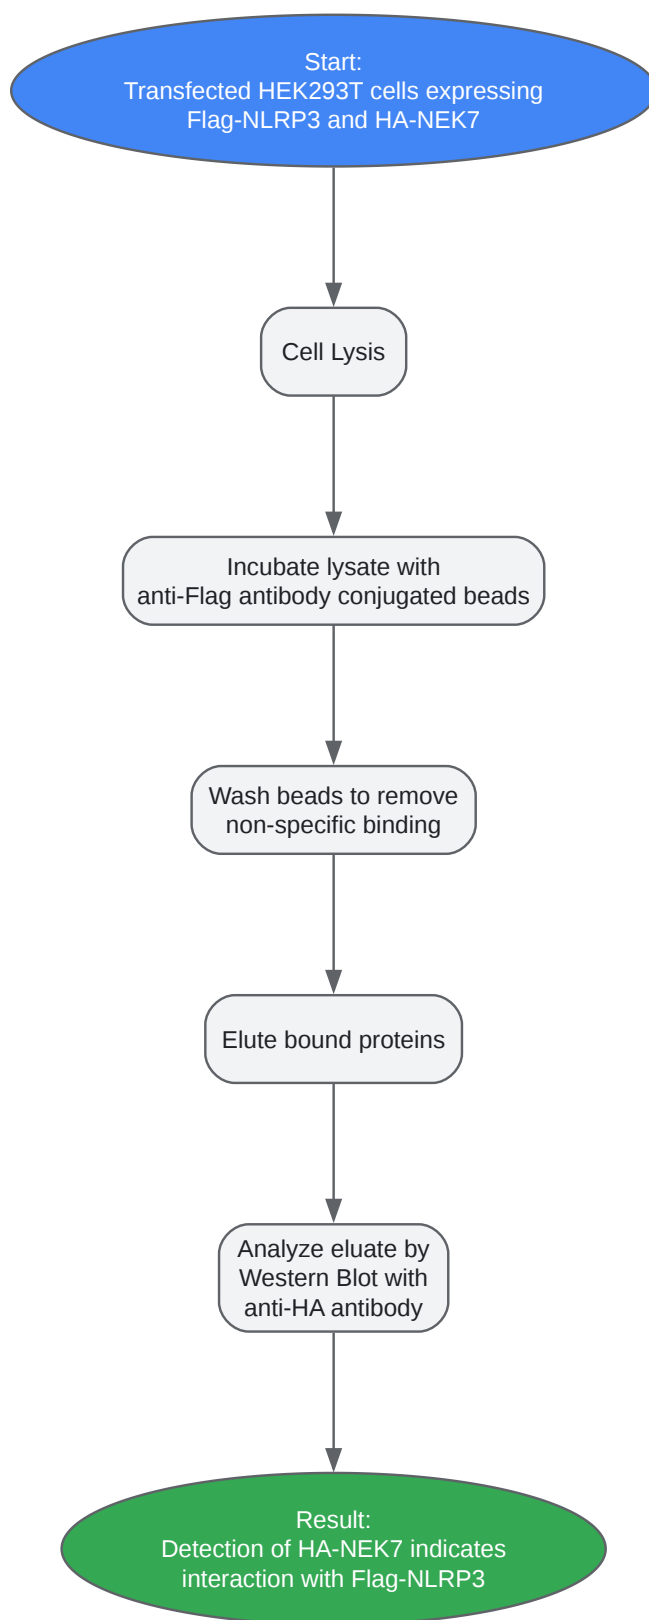 Start:
Transfected HEK293T cells expressing
Flag-NLRP3 and HA-NEK7
Cell Lysis
Incubate lysate with
anti-Flag antibody conjugated beads
Wash beads to remove
non-specific binding
Elute bound proteins
Analyze eluate by
Western Blot with
anti-HA antibody
Result:
Detection of HA-NEK7 indicates
interaction with Flag-NLRP3